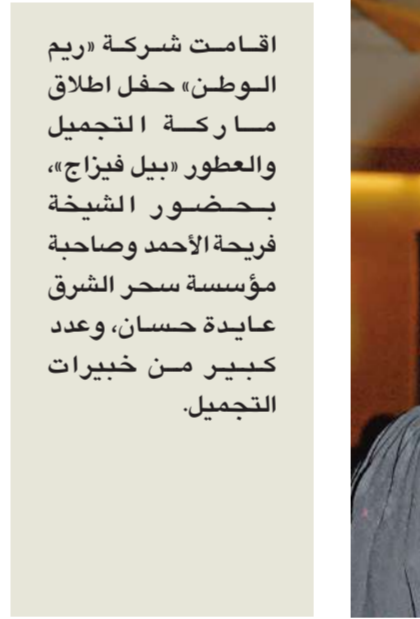 اقامت شركة «ريم
الوطن» حفل اطلاق
ماركة التجميل
والعطور «بيل فيزاج»،
بحضور الشيخة
فريحة الأحمد وصاحبة
مؤسسة سحر الشرق
عايدة حسان، وعدد
كبير من خبيرات
التجميل.